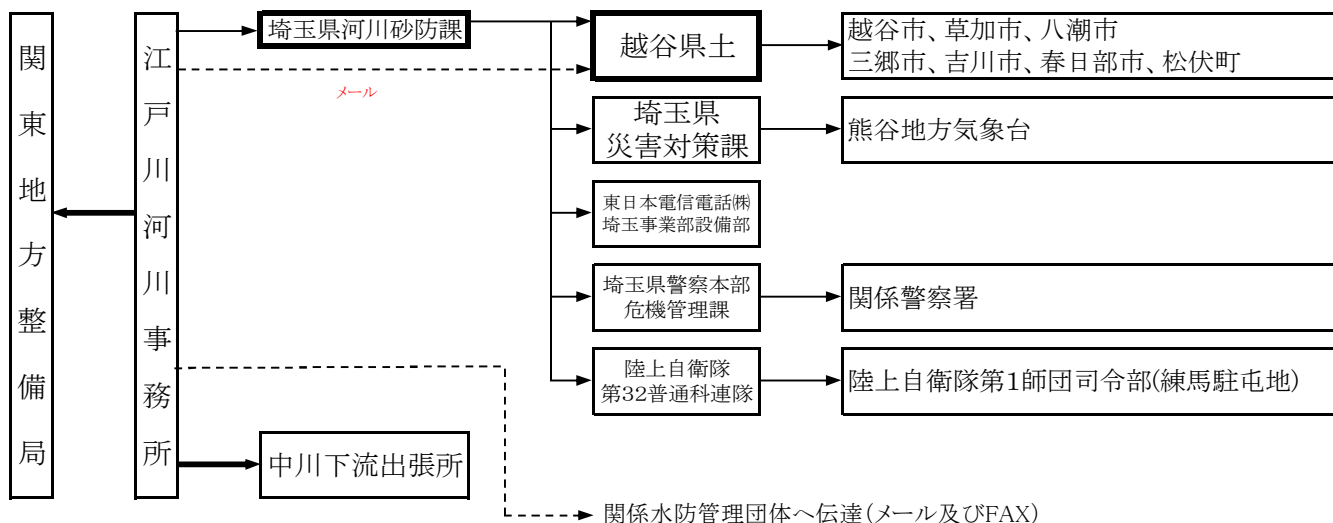 関東地方整備局
江戸川河川事務所
埼玉県河川砂防課
メール
中川下流出張所
越谷県土
越谷市、草加市、八潮市
三郷市、吉川市、春日部市、松伏町
埼玉県
災害対策課
熊谷地方気象台
東日本電信電話㈱
埼玉事業部設備部
埼玉県警察本部
危機管理課
関係警察署
陸上自衛隊
第32普通科連隊
陸上自衛隊第1師団司令部(練馬駐屯地)
関係水防管理団体へ伝達(メール及びFAX)